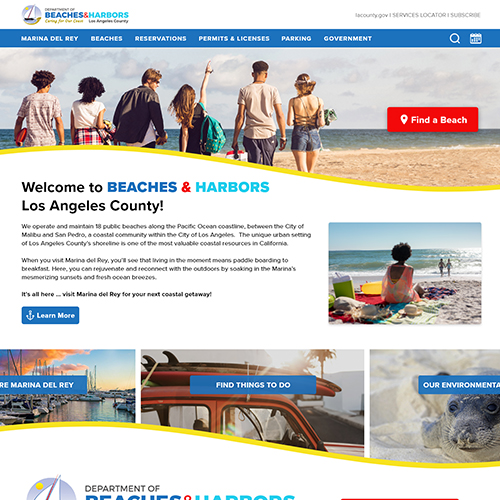 DEPARTMENT OF
BEACHES&HARBORS
Caring for Our Coast Los Angeles County
lacounty.gov I SERVICES LOCATOR I SUBSCRIBE
MARINA DEL REY BEACHES RESERVATIONS PERMITS & LICENSES PARKING GOVERNMENT
Find a Beach
Welcome to BEACHES & HARBORS
Los Angeles County!
We operate and maintain 18 public beaches along the Pacific Ocean coastline, between the City of
Malibu and San Pedro, a coastal community within the City of Los Angeles. The unique urban setting
of Los Angeles County's shoreline is one of the most valuable coastal resources in California.
When you visit Marina del Rey, you'll see that living in the moment means paddle boarding to
breakfast. Here, you can rejuvenate and reconnect with the outdoors by soaking in the Marina's
mesmerizing sunsets and fresh ocean breezes.
It's all here ... visit Marina del Rey for your next coastal getaway!
Learn More
RE MARINA DEL REY
FIND THINGS TO DO
OUR ENVIRONMENTA
DEPARTMENT OF
BEACHES&HARBORS